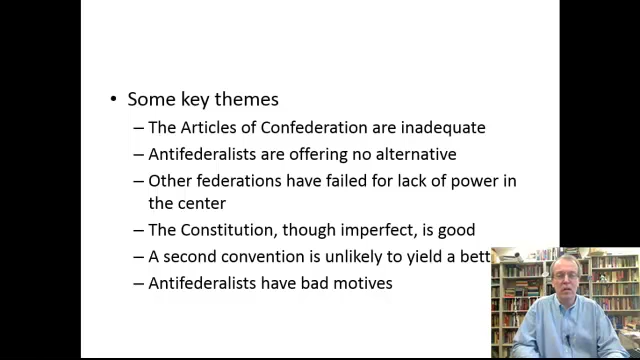 • Some key themes
– The Articles of Confederation are inadequate
– Antifederalists are offering no alternative
– Other federations have failed for lack of power in
the center
– The Constitution, though imperfect, is good
– A second convention is unlikely to yield a bett
– Antifederalists have bad motives